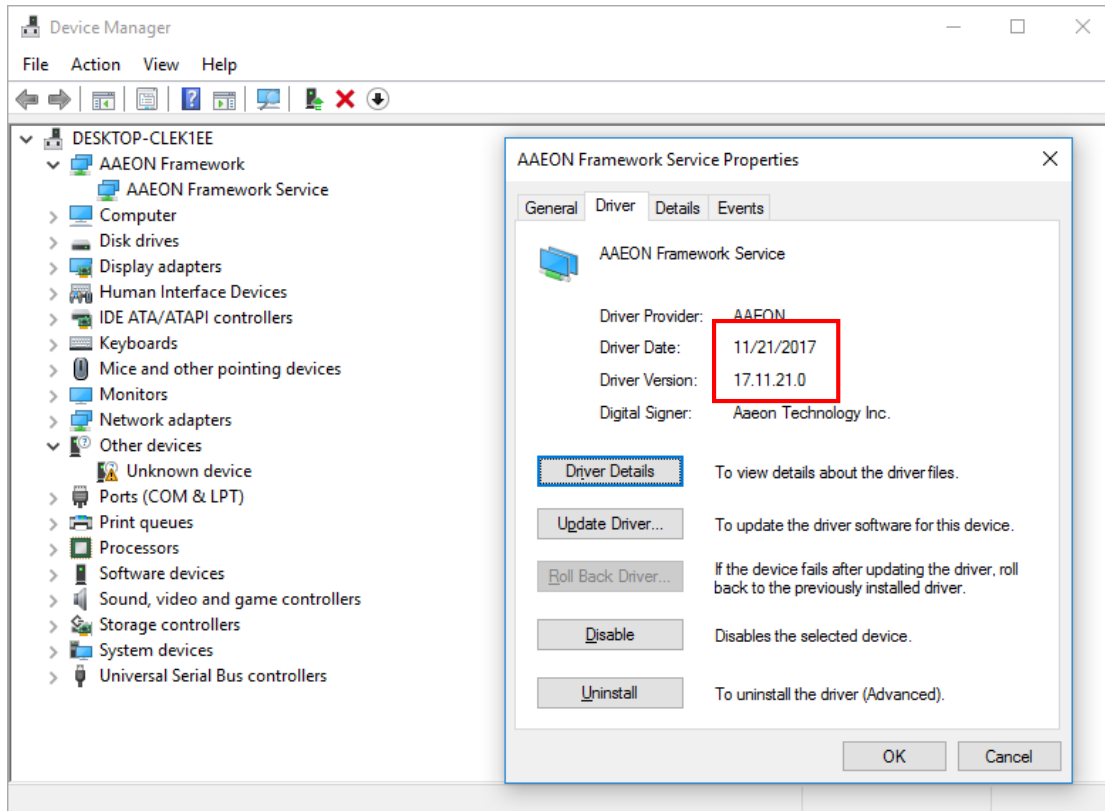 Device Manager
File Action View Help
DESKTOP-CLEK1EE
AAEON Framework
AAEON Framework Service
Computer
Disk drives
Display adapters
Human Interface Devices
IDE ATA/ATAPI controllers
Keyboards
Mice and other pointing devices
Monitors
Network adapters
Other devices
Unknown device
Ports (COM & LPT)
Print queues
Processors
Software devices
Sound, video and game controllers
Storage controllers
System devices
Universal Serial Bus controllers
AAEON Framework Service Properties
General Driver Details Events
AAEON Framework Service
Driver Provider: AAEON
Driver Date: 11/21/2017
Driver Version: 17.11.21.0
Digital Signer: Aaeon Technology Inc.
Driver Details To view details about the driver files.
Update Driver... To update the driver software for this device.
Roll Back Driver... If the device fails after updating the driver, roll
back to the previously installed driver.
Disable Disables the selected device.
Uninstall To uninstall the driver (Advanced).
OK Cancel